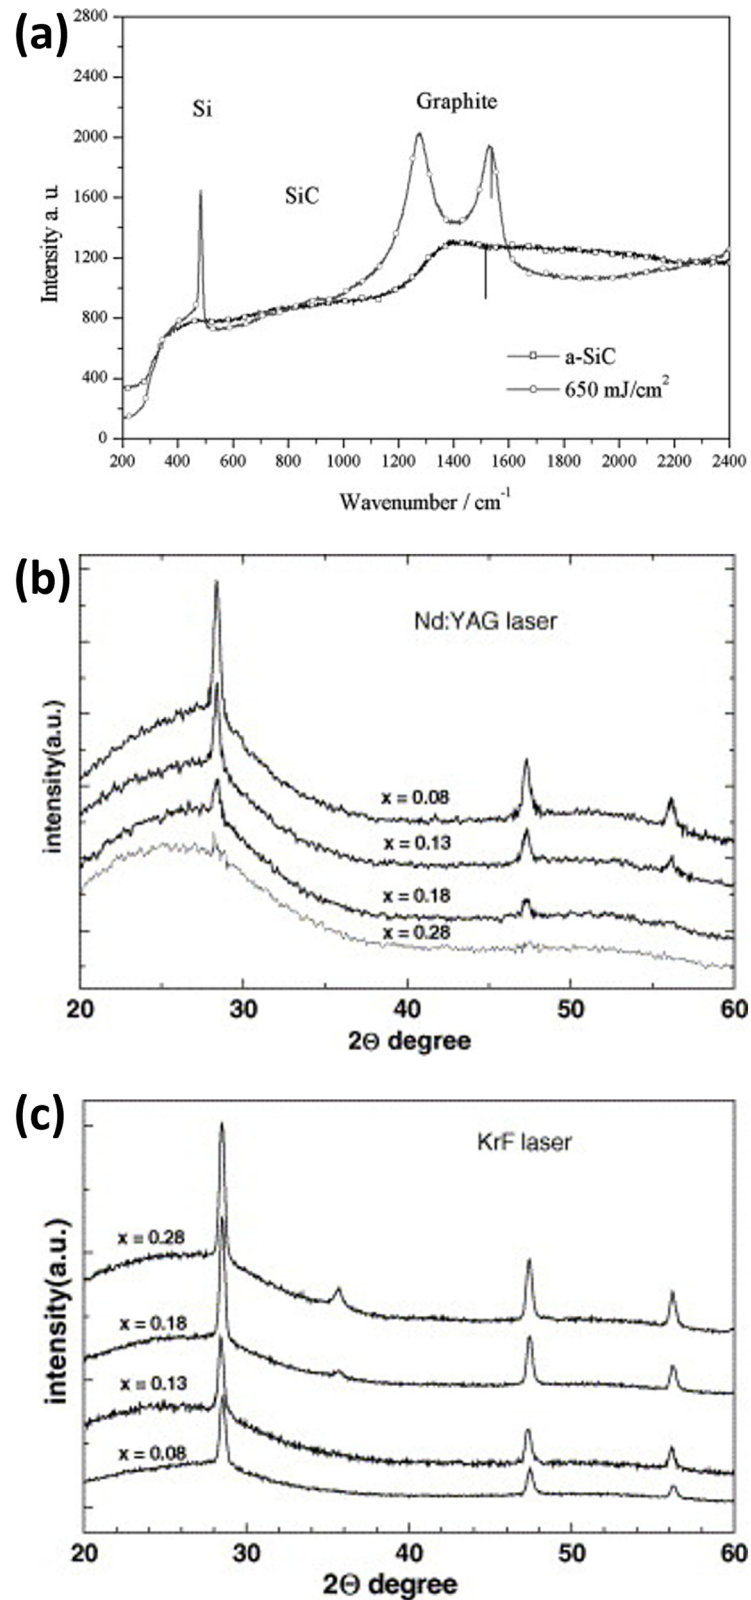 (a)
2800
2400
2000
1600
1200
800
400
0
Intensity a. u.
Si
SiC
Graphite
a-SiC
650 mJ/cm²
200 400 600 800 1000 1200 1400 1600 1800 2000 2200 2400
Wavenumber / cm⁻¹
(b)
Nd:YAG laser
intensity(a.u.)
x = 0.08
x = 0.13
x = 0.18
x = 0.28
20 30 40 50 60
2Θ degree
(c)
KrF laser
intensity(a.u.)
x = 0.28
x = 0.18
x = 0.13
x = 0.08
20 30 40 50 60
2Θ degree